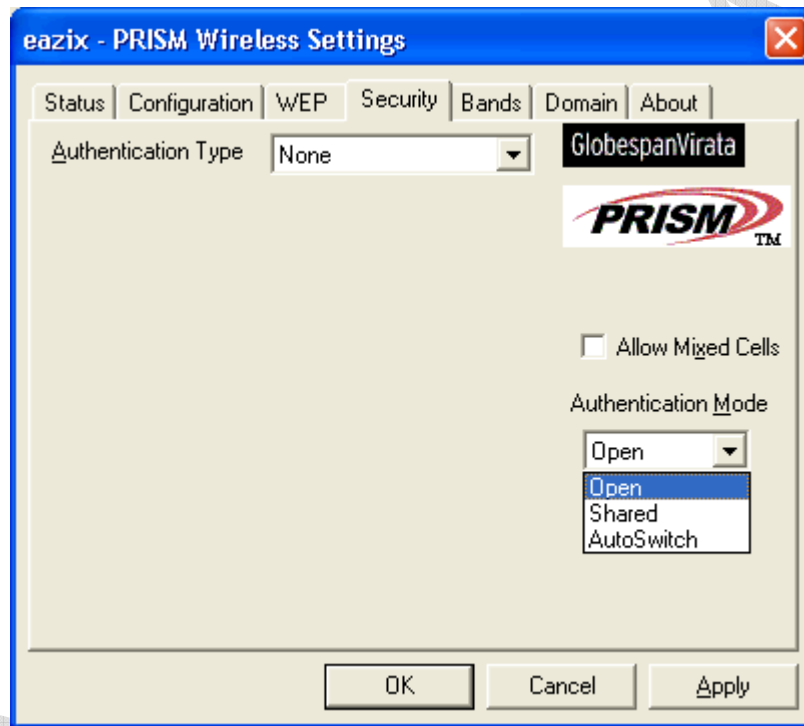 eazix - PRISM Wireless Settings
Status Configuration WEP Security Bands Domain About
Authentication Type None
GlobespanVirata
PRISM
TM
Allow Mixed Cells
Authentication Mode
Open
Open
Shared
AutoSwitch
OK Cancel Apply